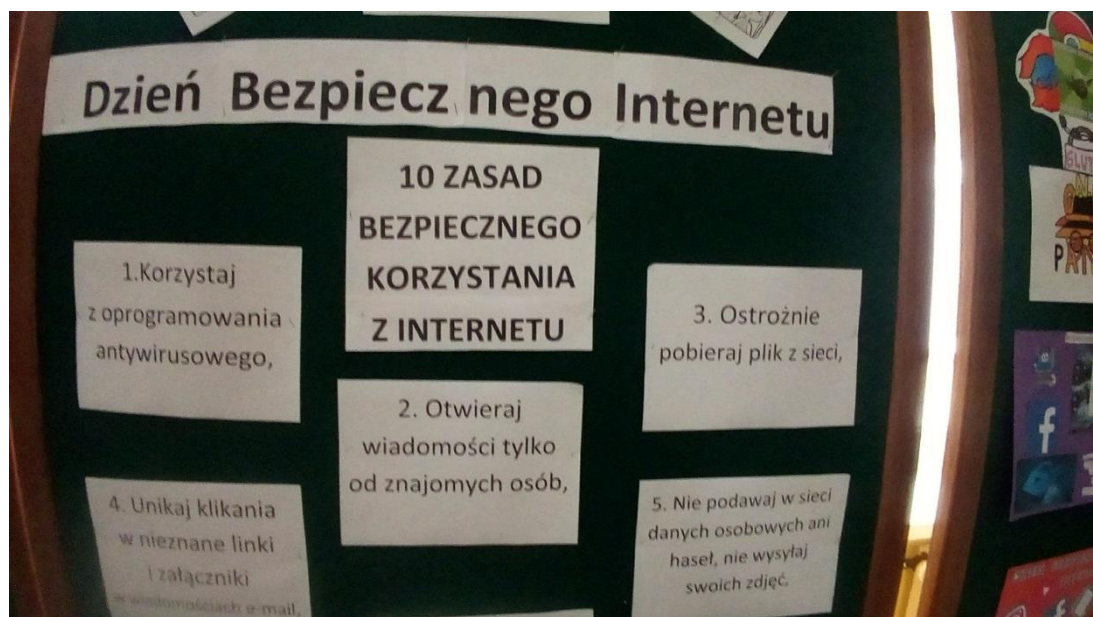 Dzień Bezpiecz nego Internetu
10 ZASAD
BEZPIECZNEGO
KORZYSTANIA
Z INTERNETU
1.Korzystaj
z oprogramowania
antywirusowego,
2. Otwieraj
wiadomości tylko
od znajomych osób,
3. Ostrożnie
pobieraj plik z sieci,
4. Unikaj klikania
w nieznane linki
i załączniki
w wiadomościach e-mail,
5. Nie podawaj w sieci
danych osobowych ani
haseł, nie wysyłaj
swoich zdjęć,